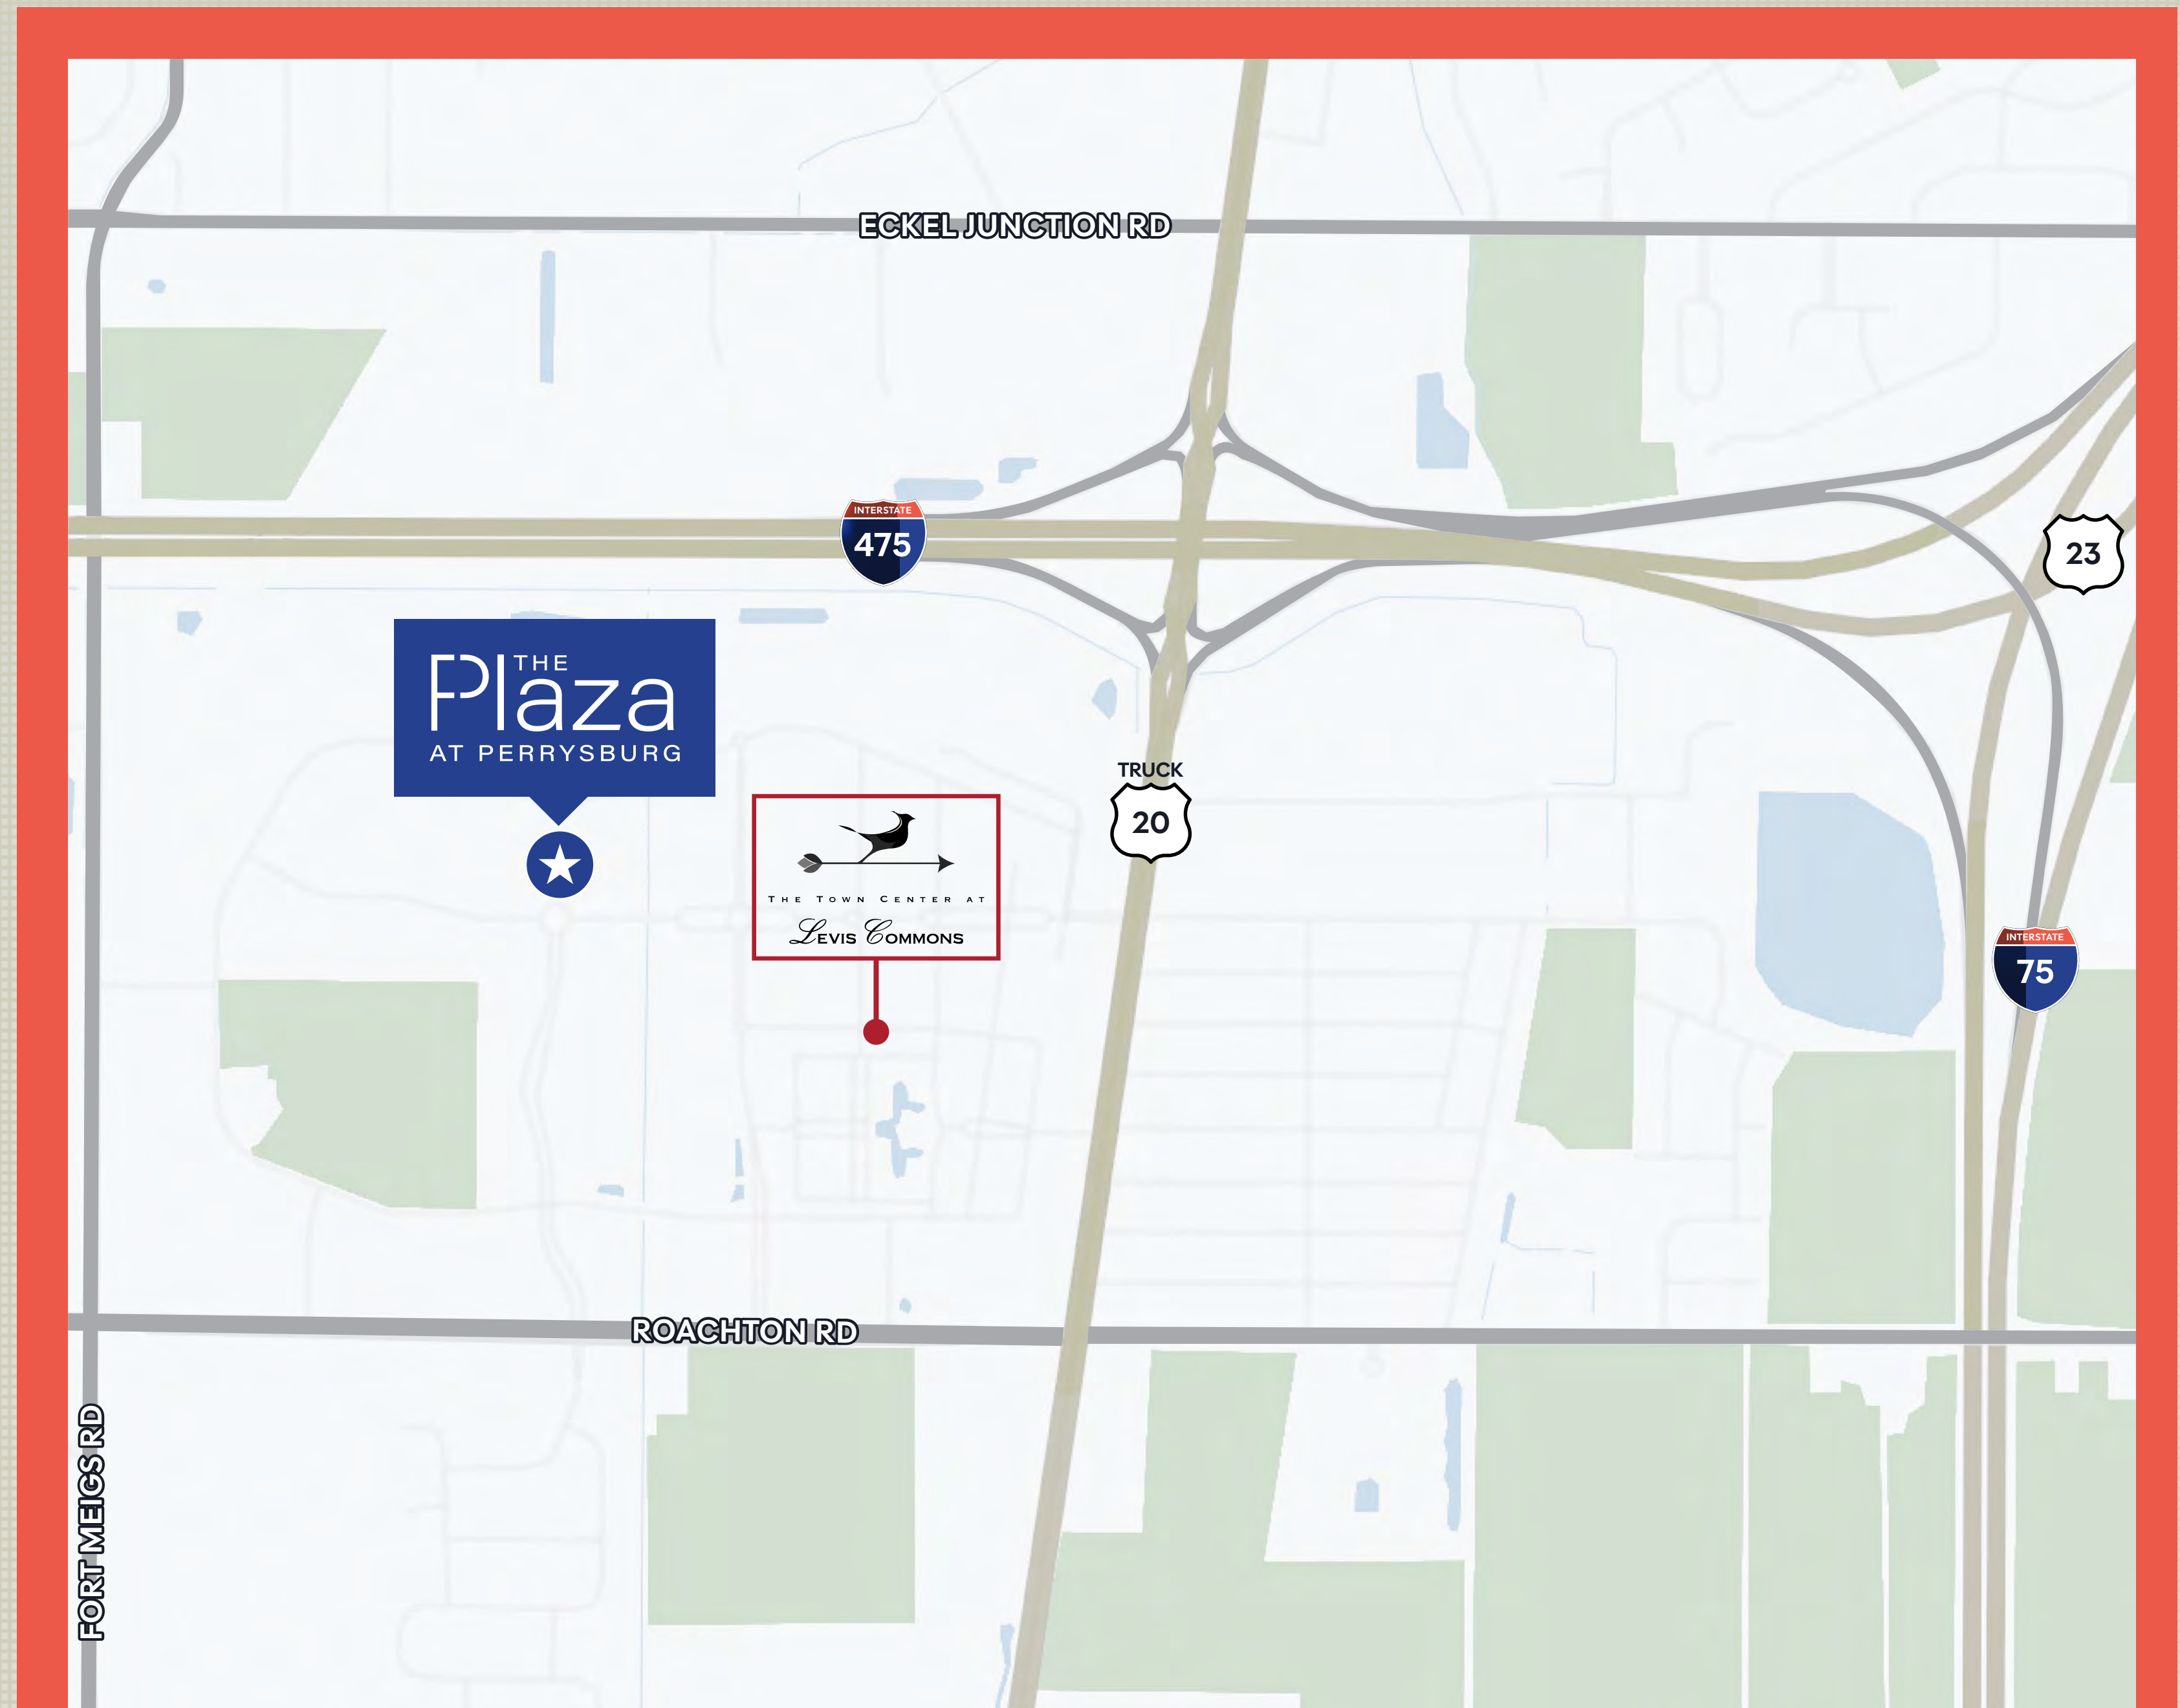 ECKEL JUNCTION RD
INTERSTATE
475
23
THE
Plaza
AT PERRYSBURG
TRUCK
20
THE TOWN CENTER AT
LEVIS COMMONS
INTERSTATE
75
ROACHTON RD
FORT MEIGS RD